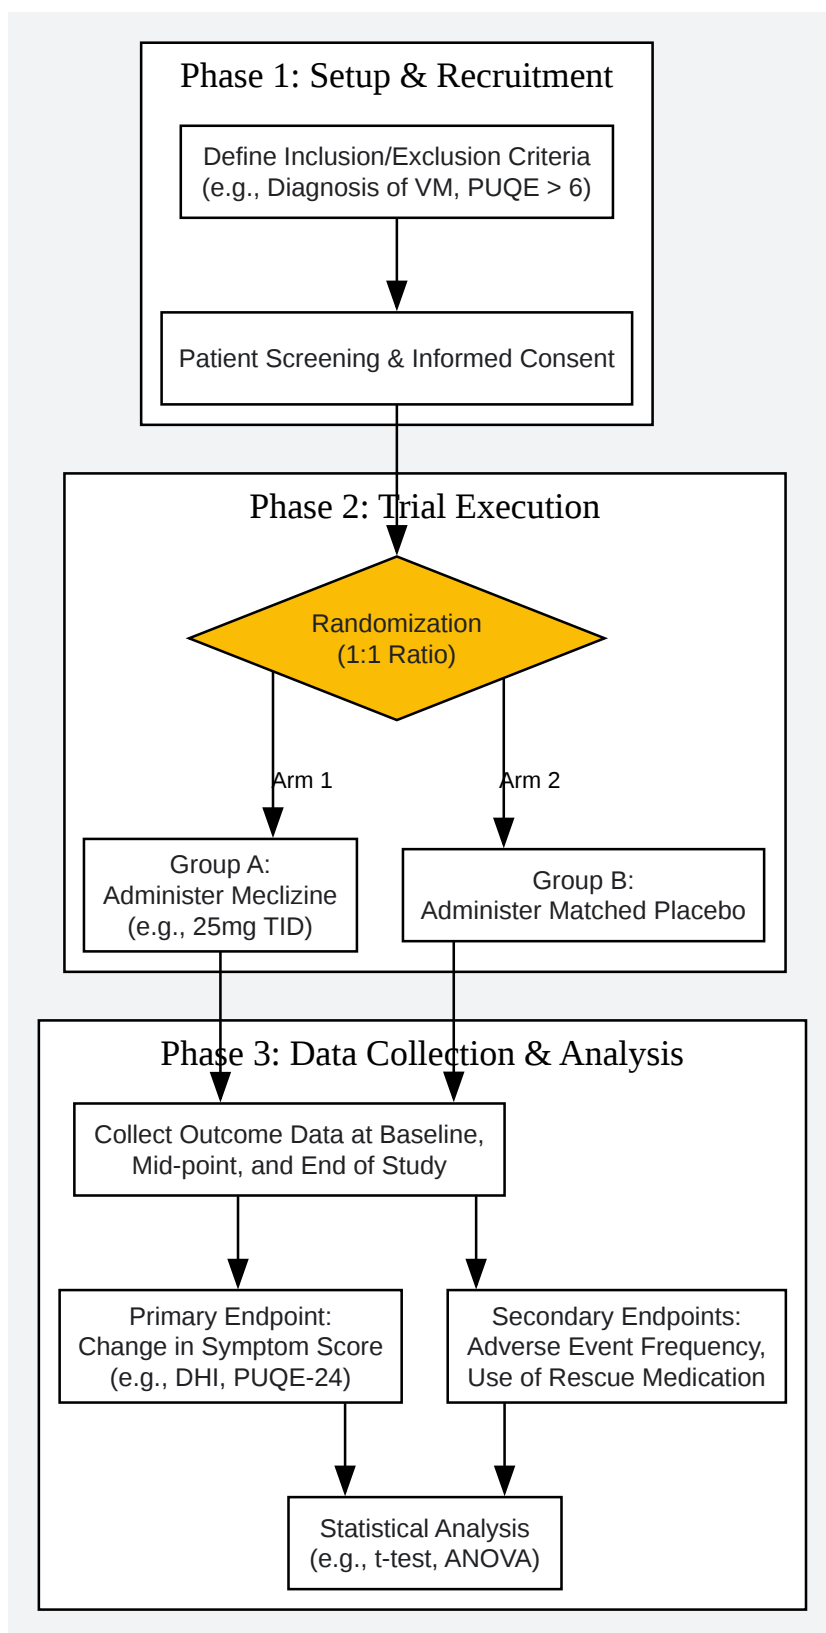 Phase 1: Setup & Recruitment
Define Inclusion/Exclusion Criteria
(e.g., Diagnosis of VM, PUQE > 6)
Patient Screening & Informed Consent
Phase 2: Trial Execution
Randomization
(1:1 Ratio)
Arm 1
Arm 2
Group A:
Administer Meclizine
(e.g., 25mg TID)
Group B:
Administer Matched Placebo
Phase 3: Data Collection & Analysis
Collect Outcome Data at Baseline,
Mid-point, and End of Study
Primary Endpoint:
Change in Symptom Score
(e.g., DHI, PUQE-24)
Secondary Endpoints:
Adverse Event Frequency,
Use of Rescue Medication
Statistical Analysis
(e.g., t-test, ANOVA)